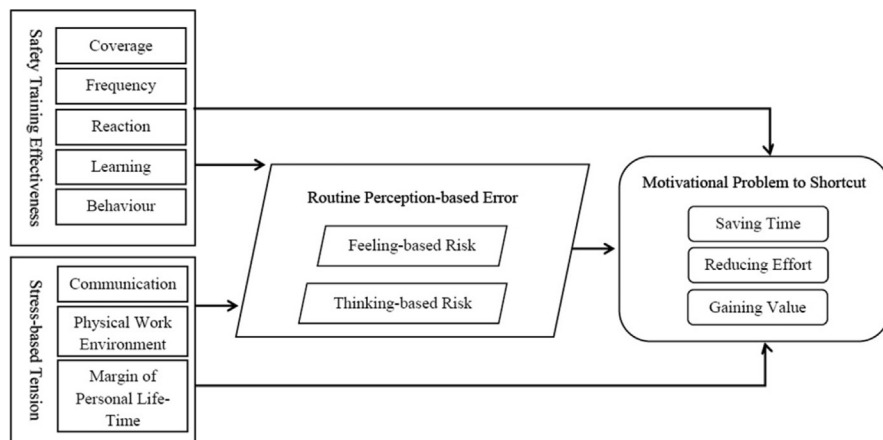 Safety Training Effectiveness
Coverage
Frequency
Reaction
Learning
Behaviour
Stress-based Tension
Communication
Physical Work
Environment
Margin of
Personal Life-
Time
Routine Perception-based Error
Feeling-based Risk
Thinking-based Risk
Motivational Problem to Shortcut
Saving Time
Reducing Effort
Gaining Value